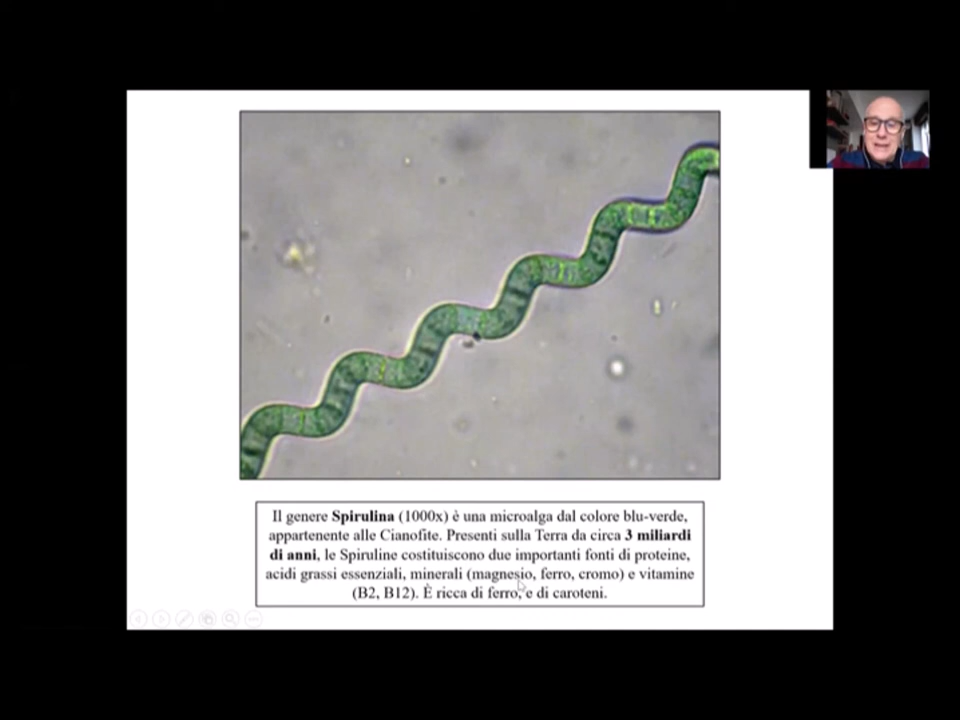 Il genere Spirulina (1000x) è una microalga dal colore blu-verde,
appartenente alle Cianofite. Presenti sulla Terra da circa 3 miliardi
di anni, le Spiruline costituiscono due importanti fonti di proteine,
acidi grassi essenziali, minerali (magnesio, ferro, cromo) e vitamine
(B2, B12). È ricca di ferro, e di caroteni.